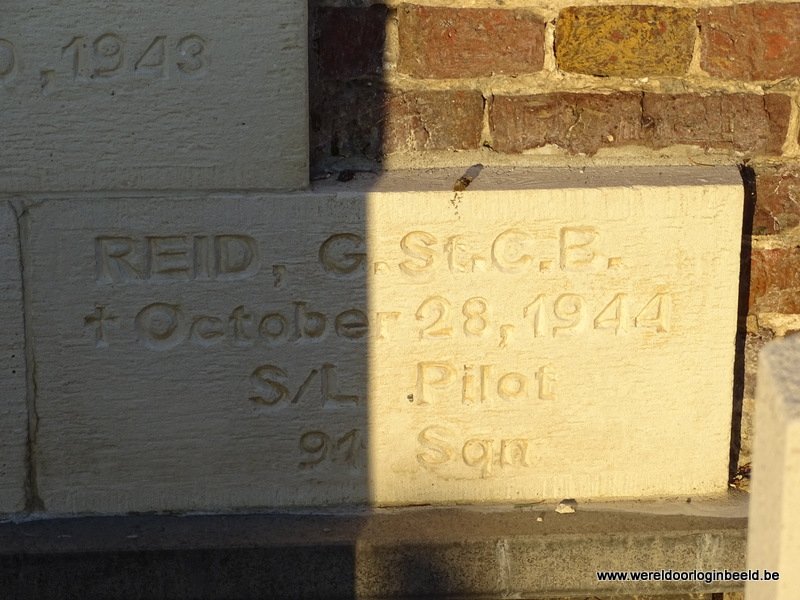 O ,1943
REID, G.St.C.B.
† October 28,1944
S/L Pilot
91 Sqn
www.wereldoorloginbeeld.be